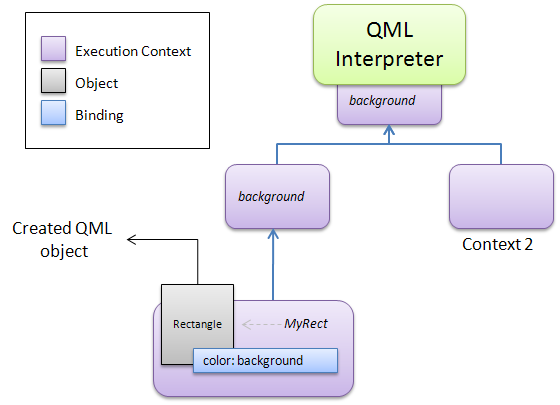 QML
Interpreter
Execution Context
Object
Binding
background
background
Context 2
Created QML
object
Rectangle
MyRect
color: background